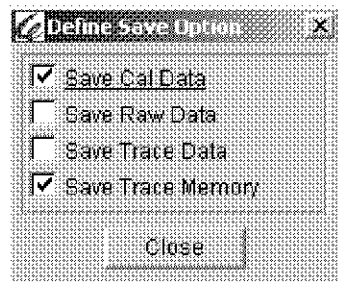 Define Save Option
Save Cal Data
Save Raw Data
Save Trace Data
Save Trace Memory
Close